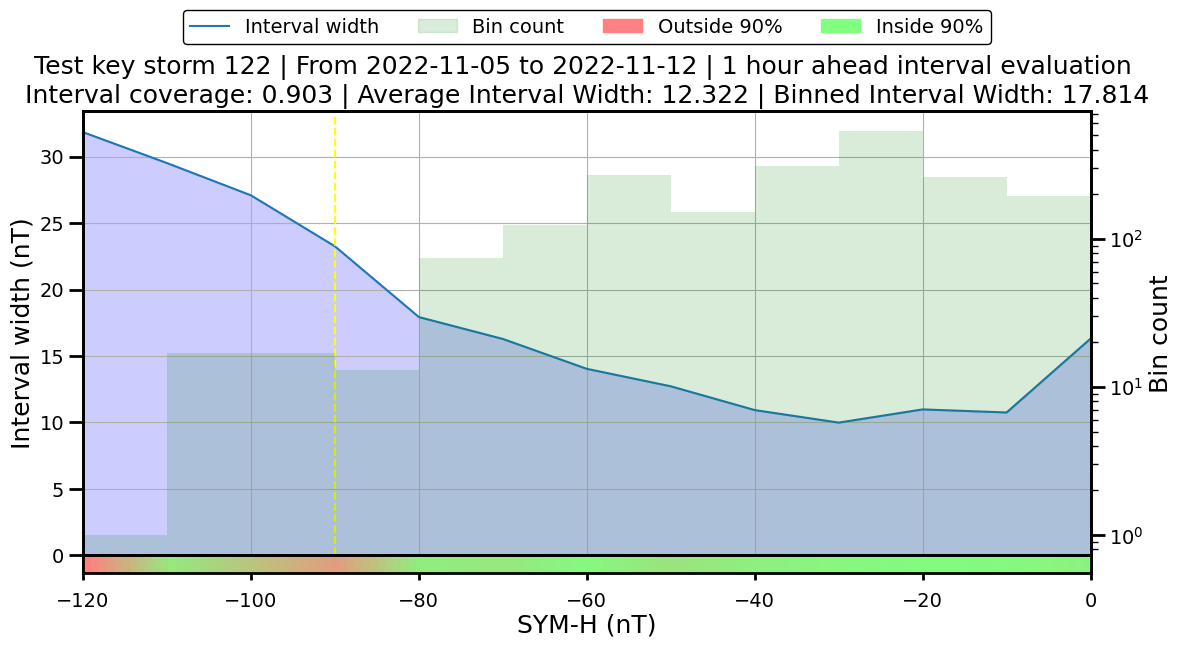 Interval width Bin count Outside 90% Inside 90%
Test key storm 122 | From 2022-11-05 to 2022-11-12 | 1 hour ahead interval evaluation
Interval coverage: 0.903 | Average Interval Width: 12.322 | Binned Interval Width: 17.814
Interval width (nT)
30
25
20
15
10
5
0
10²
10¹
10⁰
Bin count
−120 −100 −80 −60 −40 −20 0
SYM-H (nT)